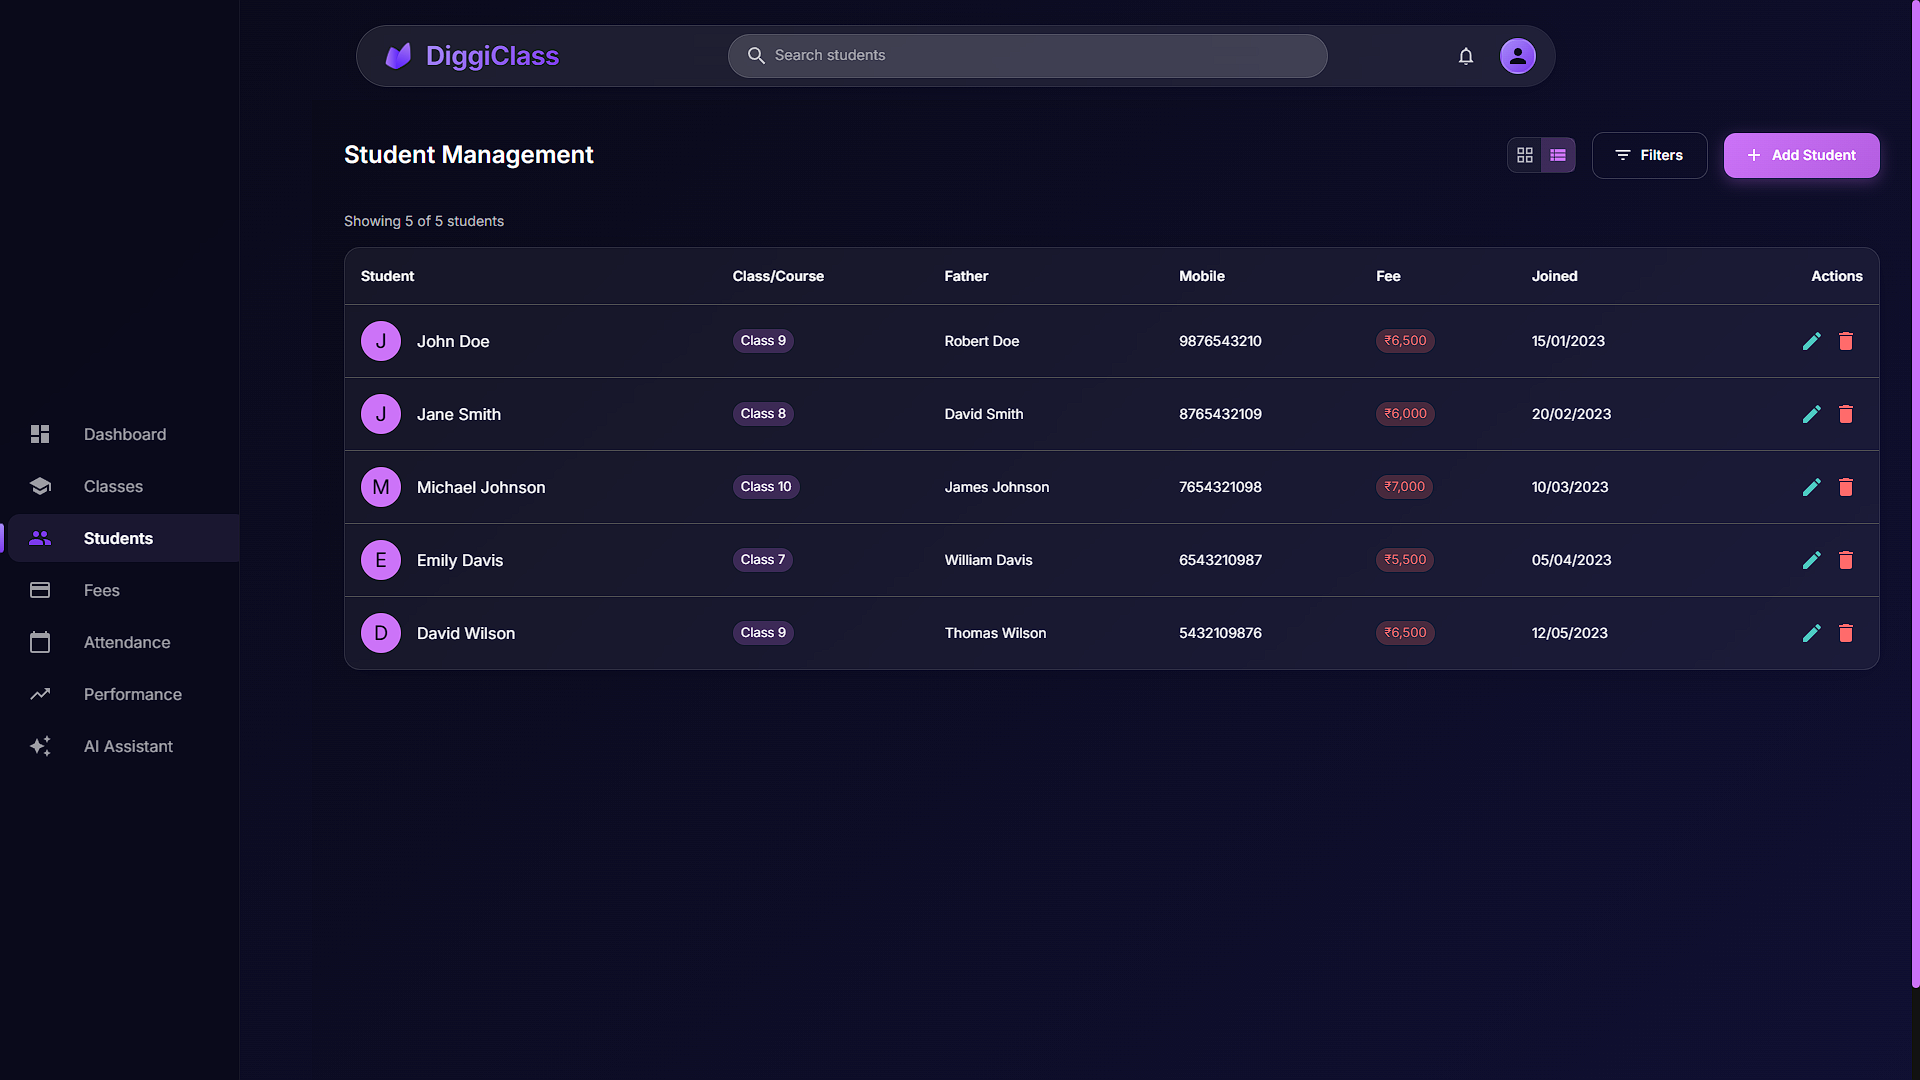 DiggiClass
Search students
Student Management
Filters
Add Student
Showing 5 of 5 students
Student Class/Course Father Mobile Fee Joined Actions
J John Doe Class 9 Robert Doe 9876543210 ₹6,500 15/01/2023
J Jane Smith Class 8 David Smith 8765432109 ₹6,000 20/02/2023
M Michael Johnson Class 10 James Johnson 7654321098 ₹7,000 10/03/2023
E Emily Davis Class 7 William Davis 6543210987 ₹5,500 05/04/2023
D David Wilson Class 9 Thomas Wilson 5432109876 ₹6,500 12/05/2023
Dashboard
Classes
Students
Fees
Attendance
Performance
AI Assistant